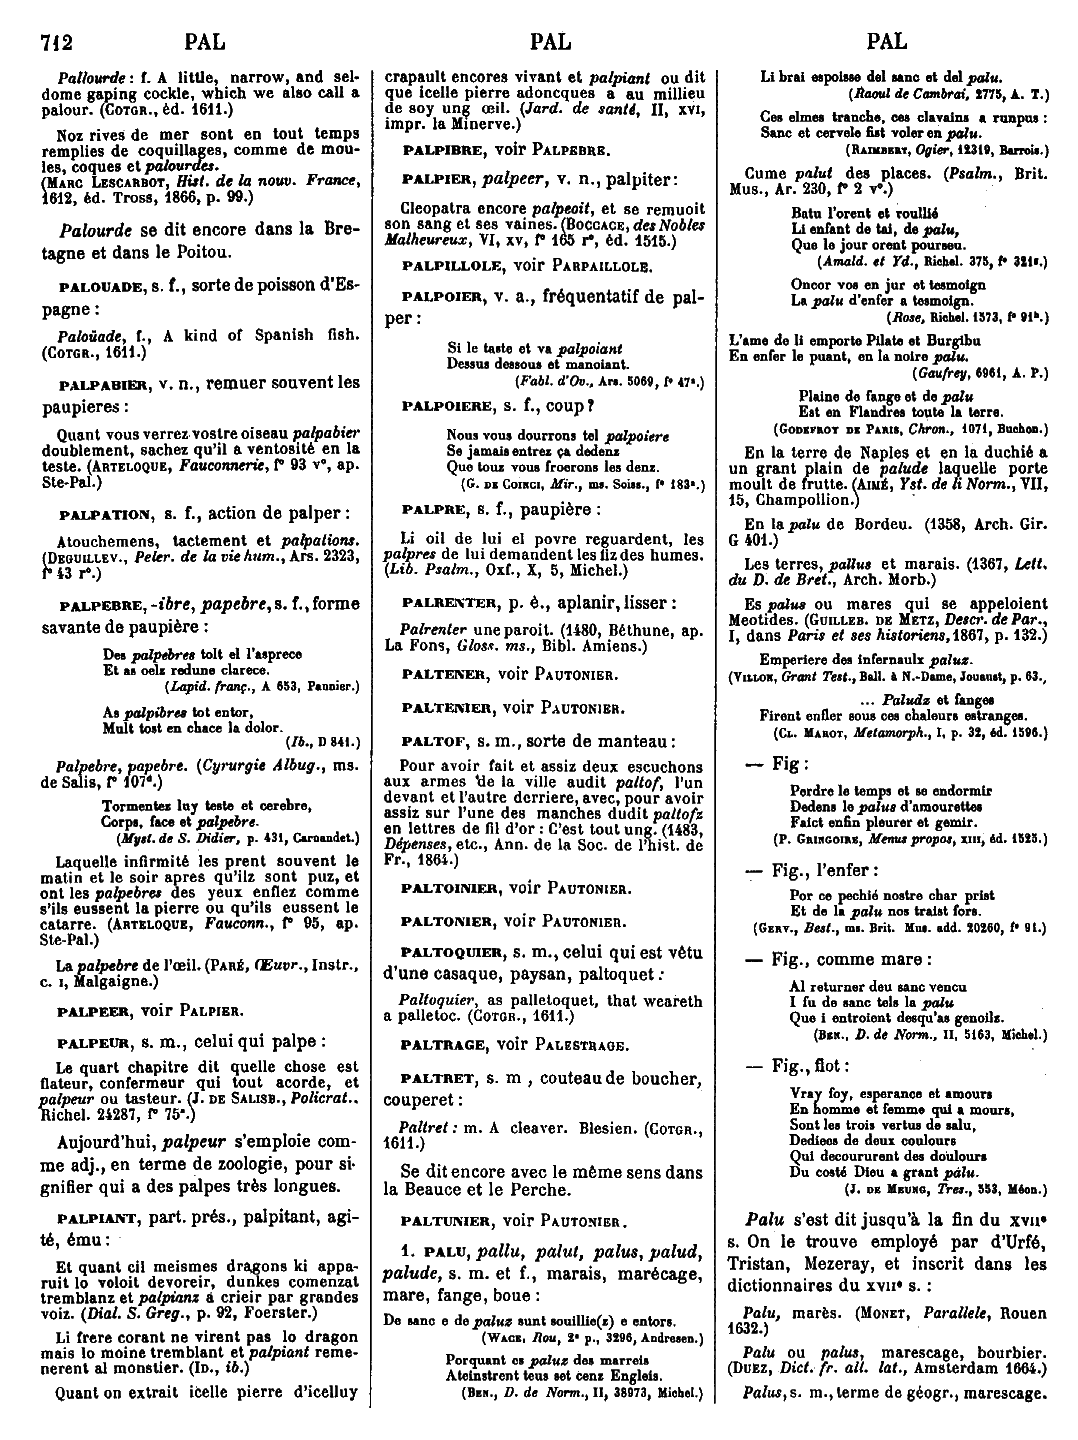 712 PAL PAL PAL
Pallourde : f. A little, narrow, and sel-
dome gaping cockle, which we also call a
palour. (COTGR., éd. 1611.)
Noz rives de mer sont en tout temps
remplies de coquillages, comme de mou-
les, coques et palourdes.
(MARC LESCARBOT, Hist. de la nouv. France,
1612, éd. Tross, 1866, p. 99.)
Palourde se dit encore dans la Bre-
tagne et dans le Poitou.
PALOUADE, s. f., sorte de poisson d'Es-
pagne :
Paloüade, f., A kind of Spanish fish.
(COTGR., 1611.)
PALPABIER, v. n., remuer souvent les
paupieres :
Quant vous verrez vostre oiseau palpabier
doublement, sachez qu'il a ventosité en la
teste. (ARTELOQUE, Fauconnerie, f° 93 v°, ap.
Ste-Pal.)
PALPATION, s. f., action de palper :
Atouchemens, tactement et palpations.
(DEGUILLEV., Peler. de la vie hum., Ars. 2323,
f° 43 r°.)
PALPEBRE, -ibre, papebre, s. f., forme
savante de paupière :
Des palpebres tolt el l'asprece
Et as oelz redune clarece.
(Lapid. franç., A 653, Pannier.)
As palpibres tot entor,
Mult tost en chace la dolor.
(Ib., D 841.)
Palpebre, papebre. (Cyrurgie Albug., ms.
de Salis, f° 107ᵈ.)
Tormentez luy teste et cerebre,
Corps, face et palpebre.
(Myst. de S. Didier, p. 431, Carnandet.)
Laquelle infirmité les prent souvent le
matin et le soir apres qu'ilz sont puz, et
ont les palpebres des yeux enflez comme
s'ils eussent la pierre ou qu'ils eussent le
catarre. (ARTELOQUE, Fauconn., f° 95, ap.
Ste-Pal.)
La palpebre de l'œil. (PARÉ, Œuvr., Instr.,
c. I, Malgaigne.)
PALPEER, voir PALPIER.
PALPEUR, s. m., celui qui palpe :
Le quart chapitre dit quelle chose est
flateur, confermeur qui tout acorde, et
palpeur ou tasteur. (J. DE SALISB., Policrat..
Richel. 24287, f° 75ᵃ.)
Aujourd'hui, palpeur s'emploie com-
me adj., en terme de zoologie, pour si-
gnifier qui a des palpes très longues.
PALPIANT, part. prés., palpitant, agi-
té, ému :
Et quant cil meismes dragons ki appa-
ruit lo voloit devoreir, dunkes comenzat
tremblanz et palpianz a crieir par grandes
voiz. (Dial. S. Greg., p. 92, Foerster.)
Li frere corant ne virent pas lo dragon
mais lo moine tremblant et palpiant reme-
nerent al monstier. (ID., ib.)
Quant on extrait icelle pierre d'icelluy
crapault encores vivant et palpiant ou dit
que icelle pierre adoncques a au millieu
de soy ung œil. (Jard. de santé, II, XVI,
impr. la Minerve.)
PALPIBRE, voir PALPEBRE.
PALPIER, palpeer, v. n., palpiter :
Cleopatra encore palpeoit, et se remuoit
son sang et ses vaines. (BOCCACE, des Nobles
Malheureux, VI, XV, f° 165 r°, éd. 1515.)
PALPILLOLE, voir PARPAILLOLE.
PALPOIER, v. a., fréquentatif de pal-
per :
Si le taste et va palpoiant
Dessus dessous et manoiant.
(Fabl. d'Ov., Ars. 5069, f° 47ᵃ.)
PALPOIERE, s. f., coup ?
Nous vous dourrons tel palpoiere
Se jamais entrez ça dedenz
Que touz vous froerons les denz.
(G. DE COINCI, Mir., ms. Soiss., f° 183ᵃ.)
PALPRE, s. f., paupière :
Li oil de lui el povre reguardent, les
palpres de lui demandent les fiz des humes.
(Lib. Psalm., Oxf., X, 5, Michel.)
PALRENTER, p. ê., aplanir, lisser :
Palrenter une paroit. (1480, Béthune, ap.
La Fons, Gloss. ms., Bibl. Amiens.)
PALTENER, voir PAUTONIER.
PALTENIER, voir PAUTONIER.
PALTOF, s. m., sorte de manteau :
Pour avoir fait et assiz deux escuchons
aux armes de la ville audit paltof, l'un
devant et l'autre derriere, avec, pour avoir
assiz sur l'une des manches dudit paltofz
en lettres de fil d'or : C'est tout ung. (1483,
Dépenses, etc., Ann. de la Soc. de l'hist. de
Fr., 1864.)
PALTOINIER, voir PAUTONIER.
PALTONIER, voir PAUTONIER.
PALTOQUIER, s. m., celui qui est vêtu
d'une casaque, paysan, paltoquet :
Paltoquier, as palletoquet, that weareth
a palletoc. (COTGR., 1611.)
PALTRAGE, voir PALESTRAGE.
PALTRET, s. m , couteau de boucher,
couperet :
Paltret : m. A cleaver. Blesien. (COTGR.,
1611.)
Se dit encore avec le même sens dans
la Beauce et le Perche.
PALTUNIER, voir PAUTONIER.
1. PALU, pallu, palut, palus, palud,
palude, s. m. et f., marais, marécage,
mare, fange, boue :
De sanc e de paluz sunt souillie(z) e entors.
(WACE, Rou, 2ᵉ p., 3296, Andresen.)
Porquant es paluz des marreis
Ateinstrent teus set cenz Engleis.
(BEN., D. de Norm., II, 38973, Michel.)
Li brai espoisse del sanc et del palu.
(Raoul de Cambrai, 2775, A. T.)
Ces elmes tranche, ces clavains a runpus :
Sanc et cervele fist voler en palu.
(RAIMBERT, Ogier, 12319, Barrois.)
Cume palut des places. (Psalm., Brit.
Mus., Ar. 230, f° 2 v°.)
Batu l'orent et roullié
Li enfant de tai, de palu,
Que le jour orent pourseu.
(Amald. et Yd., Richel. 375, f° 321ᵃ.)
Oncor vos en jur et tesmoign
La palu d'enfer a tesmoign.
(Rose, Richel. 1573, f° 91ᵇ.)
L'ame de li emporte Pilate et Burgibu
En enfer le puant, en la noire palu.
(Gaufrey, 6961, A. P.)
Plaine de fange et de palu
Est en Flandres toute la terre.
(GODEFROT DE PARIS, Chron., 1071, Buchon.)
En la terre de Naples et en la duchié a
un grant plain de palude laquelle porte
moult de frutte. (AIMÉ, Yst. de li Norm., VII,
15, Champollion.)
En la palu de Bordeu. (1358, Arch. Gir.
G 401.)
Les terres, pallus et marais. (1367, Lett.
du D. de Bret., Arch. Morb.)
Es palus ou mares qui se appeloient
Meotides. (GUILLEB. DE METZ, Descr. de Par.,
I, dans Paris et ses historiens, 1867, p. 132.)
Emperiere des infernaulx paluz.
(VILLON, Grant Test., Ball. à N.-Dame, Jouaust, p. 63.,
... Paludz et fanges
Firent enfler sous ces chaleurs estranges.
(CL. MAROT, Metamorph., I, p. 32, éd. 1596.)
— Fig :
Perdre le temps et se endormir
Dedens le palus d'amourettes
Faict enfin pleurer et gemir.
(P. GRINGOIRE, Menus propos, XIII, éd. 1525.)
— Fig., l'enfer :
Por ce pechié nostre char prist
Et de la palu nos traist fors.
(GERV., Best., ms. Brit. Mus. add. 20260, f° 91.)
— Fig., comme mare :
Al returner deu sanc vencu
I fu de sanc tels la palu
Que i entroient desqu'as genoilz.
(BEN., D. de Norm., II, 5163, Michel.)
— Fig., flot :
Vray foy, esperance et amours
En homme et femme qui a mours,
Sont les trois vertus de salu,
Dediees de deux coulours
Qui decoururent des doulours
Du costé Dieu a grant palu.
(J. DE MEUNG, Tres., 553, Méon.)
Palu s'est dit jusqu'à la fin du XVIIᵉ
s. On le trouve employé par d'Urfé,
Tristan, Mezeray, et inscrit dans les
dictionnaires du XVIIᵉ s. :
Palu, marès. (MONET, Parallele, Rouen
1632.)
Palu ou palus, marescage, bourbier.
(DUEZ, Dict. fr. all. lat., Amsterdam 1664.)
Palus, s. m., terme de géogr., marescage.